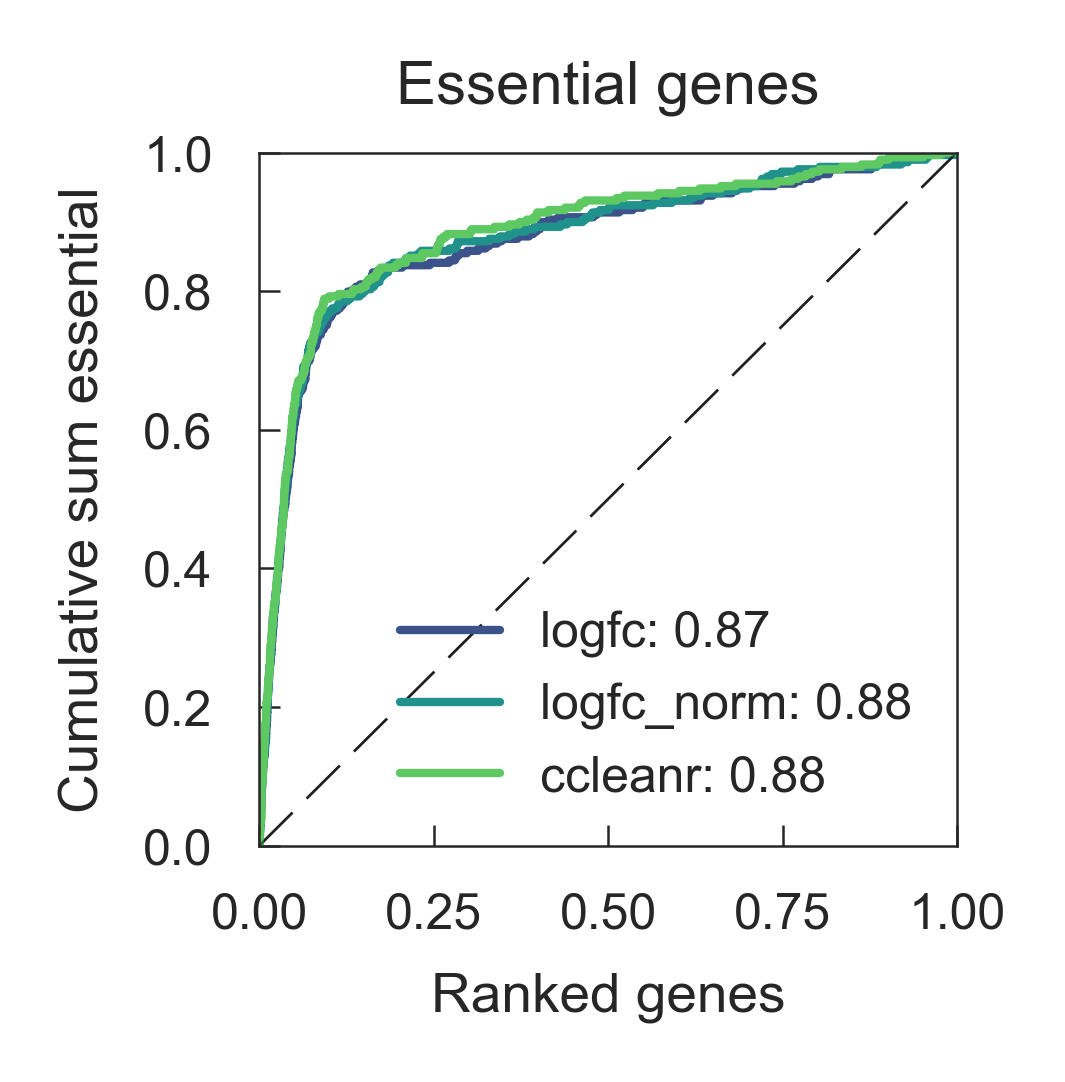 Essential genes
Cumulative sum essential
1.0
0.8
0.6
0.4
0.2
0.0
logfc: 0.87
logfc_norm: 0.88
ccleanr: 0.88
0.00 0.25 0.50 0.75 1.00
Ranked genes